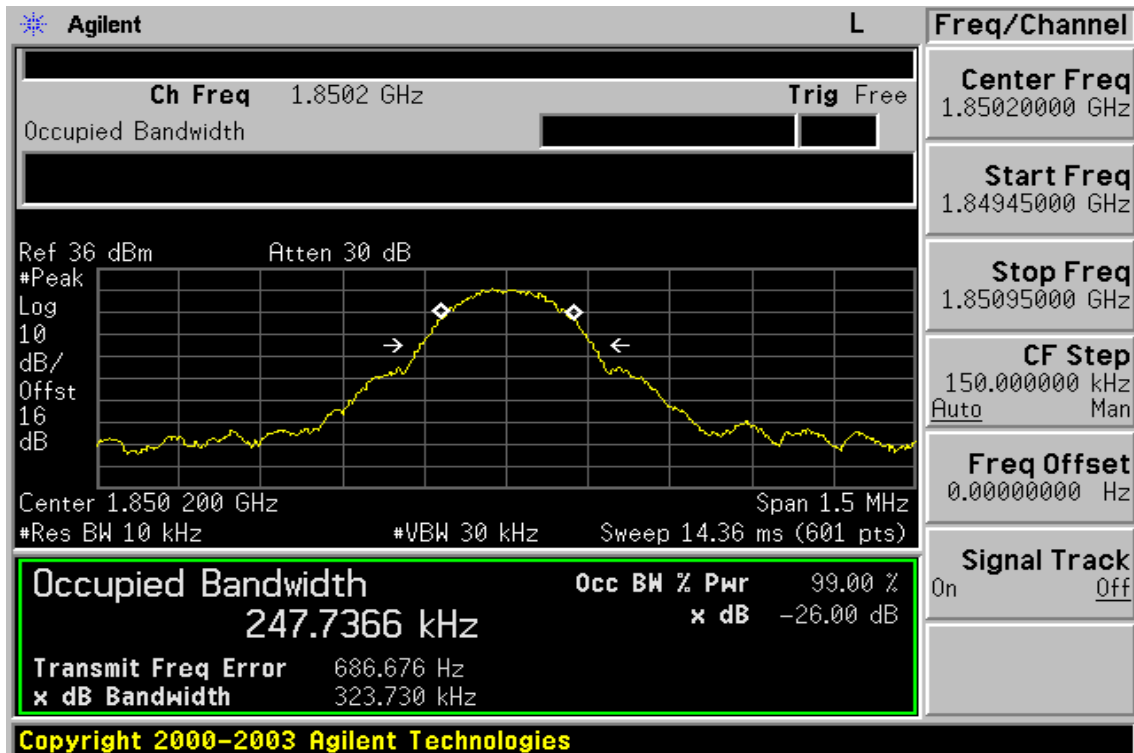 Agilent L
Ch Freq 1.8502 GHz Trig Free
Occupied Bandwidth
Ref 36 dBm Atten 30 dB
#Peak
Log
10
dB/
Offst
16
dB
Center 1.850 200 GHz Span 1.5 MHz
#Res BW 10 kHz #VBW 30 kHz Sweep 14.36 ms (601 pts)
Occupied Bandwidth Occ BW % Pwr 99.00 %
247.7366 kHz x dB -26.00 dB
Transmit Freq Error 686.676 Hz
x dB Bandwidth 323.730 kHz
Copyright 2000-2003 Agilent Technologies
Freq/Channel
Center Freq
1.85020000 GHz
Start Freq
1.84945000 GHz
Stop Freq
1.85095000 GHz
CF Step
150.000000 kHz
Auto Man
Freq Offset
0.00000000 Hz
Signal Track
On Off